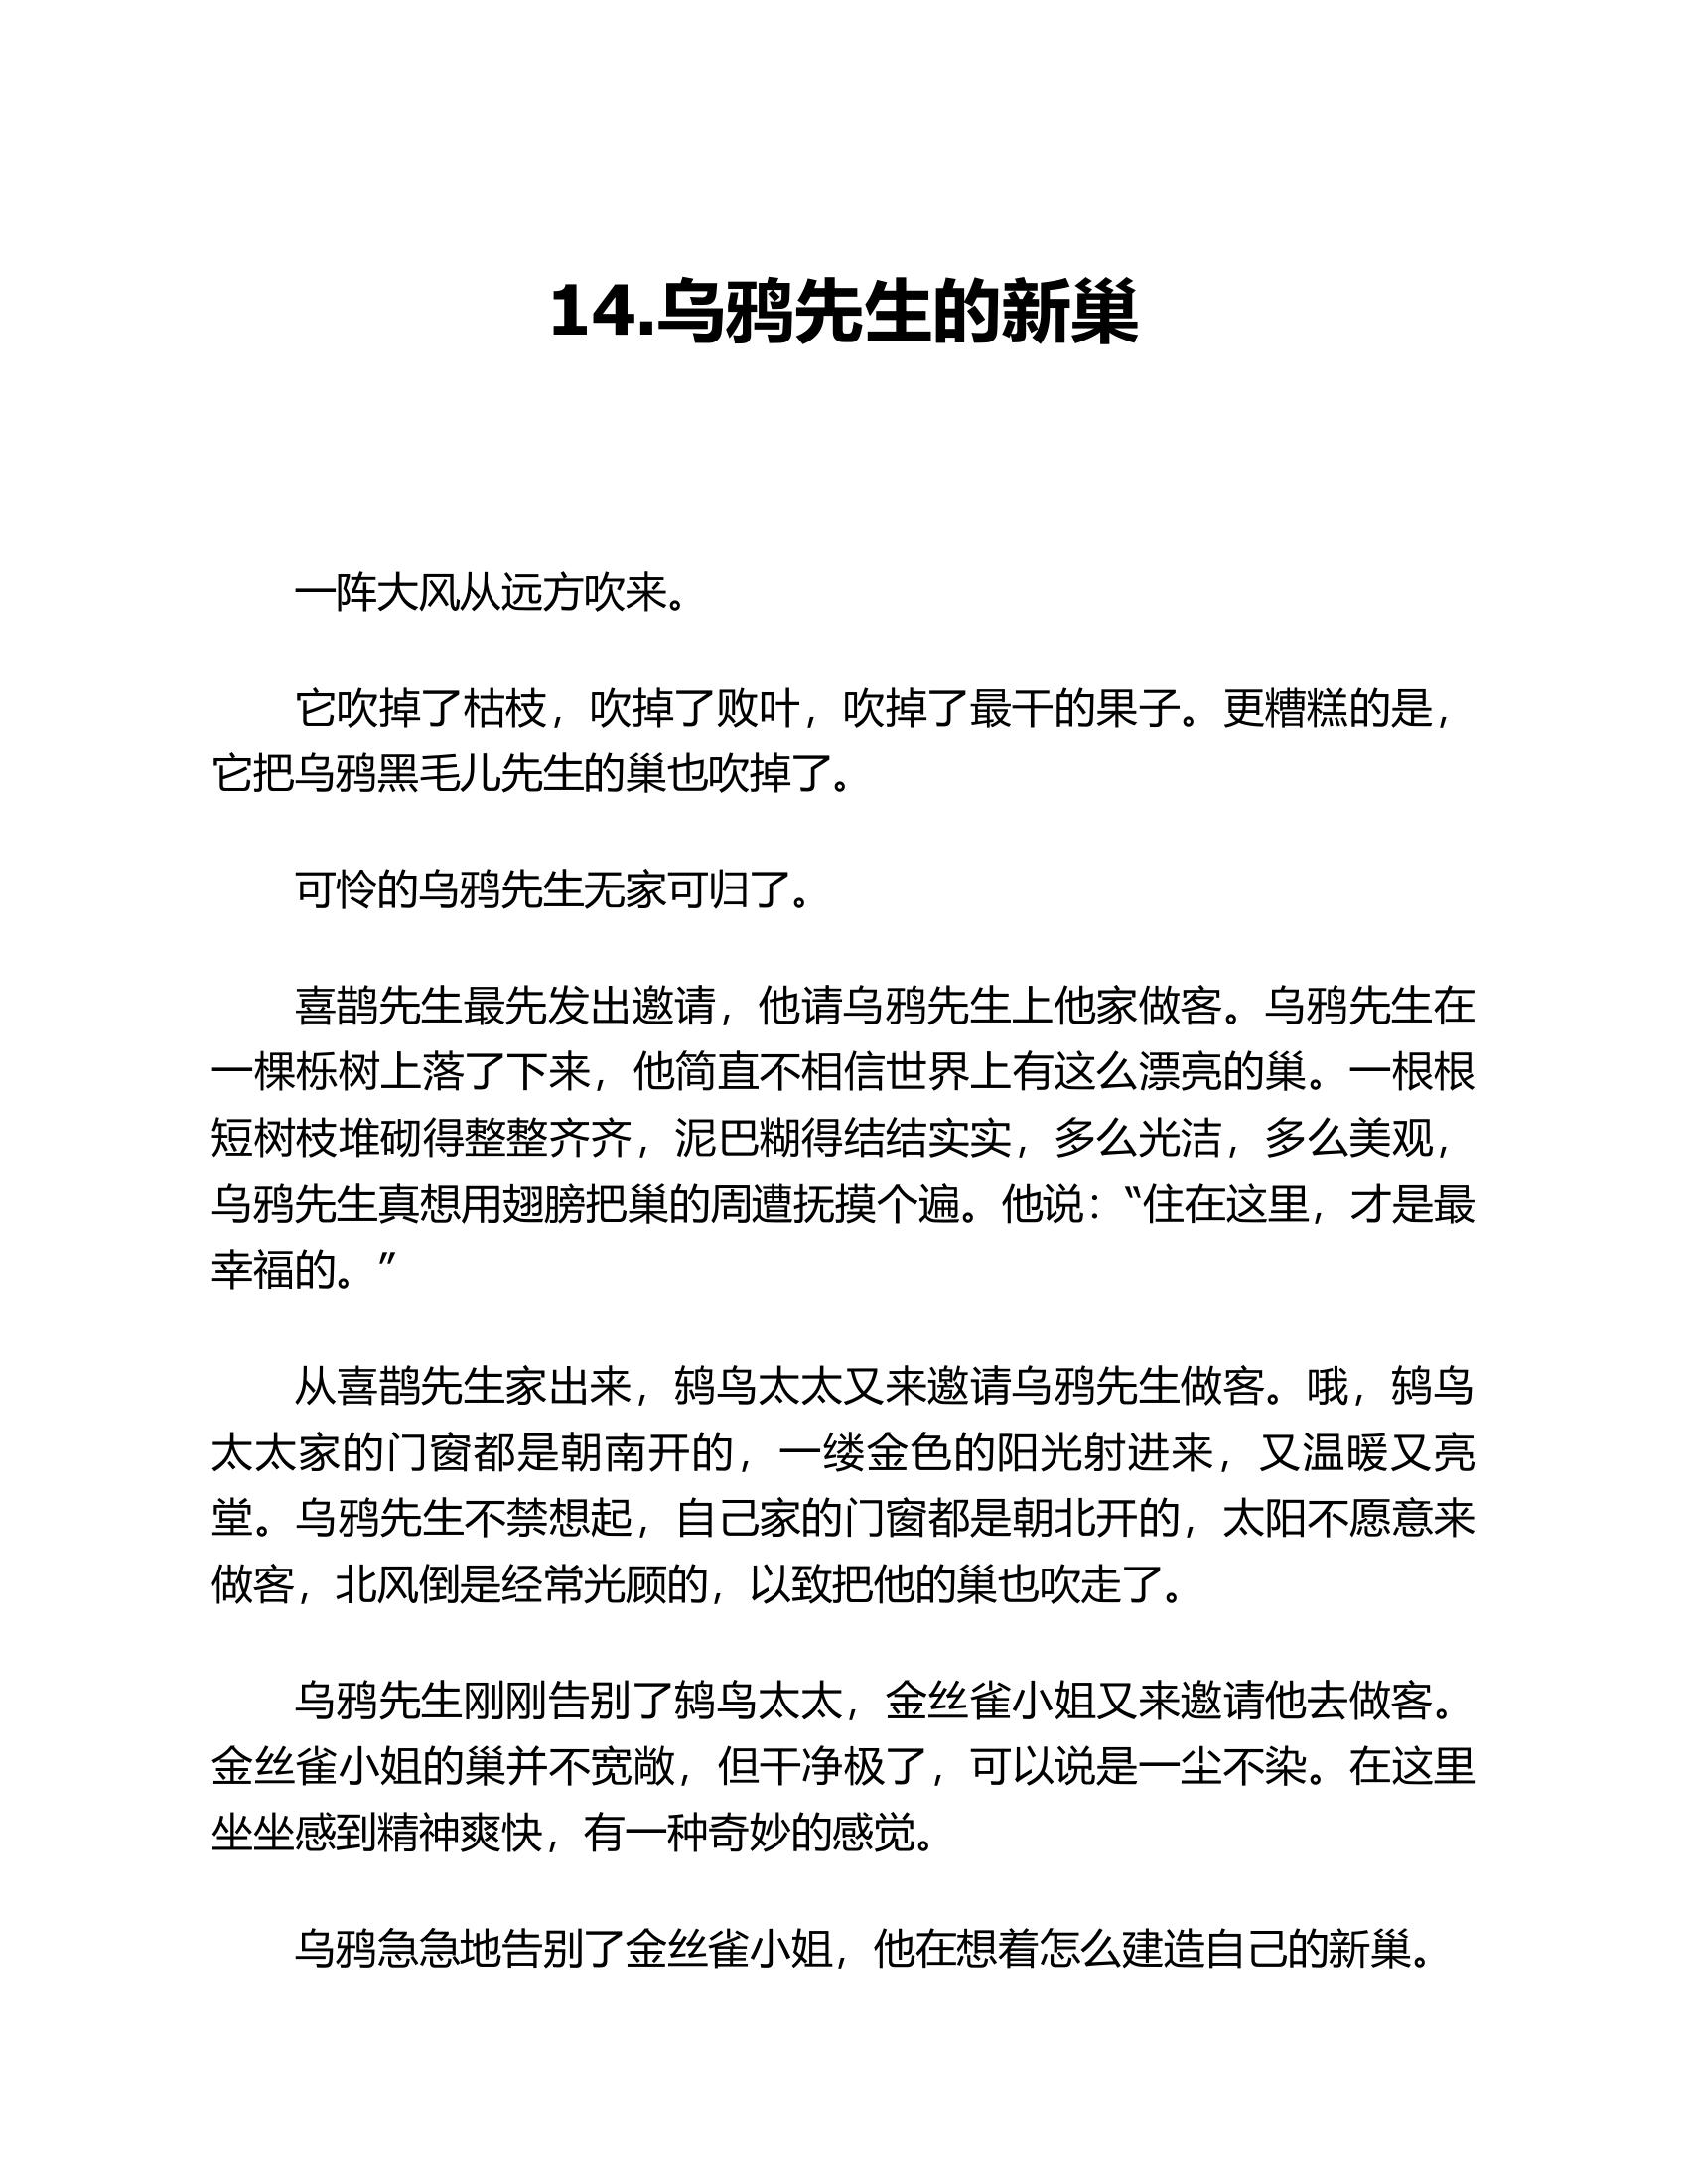 14.乌鸦先生的新巢
一阵大风从远方吹来。
它吹掉了枯枝，吹掉了败叶，吹掉了最干的果子。更糟糕的是，
它把乌鸦黑毛儿先生的巢也吹掉了。
可怜的乌鸦先生无家可归了。
喜鹊先生最先发出邀请，他请乌鸦先生上他家做客。乌鸦先生在
一棵栎树上落了下来，他简直不相信世界上有这么漂亮的巢。一根根
短树枝堆砌得整整齐齐，泥巴糊得结结实实，多么光洁，多么美观，
乌鸦先生真想用翅膀把巢的周遭抚摸个遍。他说：“住在这里，才是最
幸福的。”
从喜鹊先生家出来，鸫鸟太太又来邀请乌鸦先生做客。哦，鸫鸟
太太家的门窗都是朝南开的，一缕金色的阳光射进来，又温暖又亮
堂。乌鸦先生不禁想起，自己家的门窗都是朝北开的，太阳不愿意来
做客，北风倒是经常光顾的，以致把他的巢也吹走了。
乌鸦先生刚刚告别了鸫鸟太太，金丝雀小姐又来邀请他去做客。
金丝雀小姐的巢并不宽敞，但干净极了，可以说是一尘不染。在这里
坐坐感到精神爽快，有一种奇妙的感觉。
乌鸦急急地告别了金丝雀小姐，他在想着怎么建造自己的新巢。